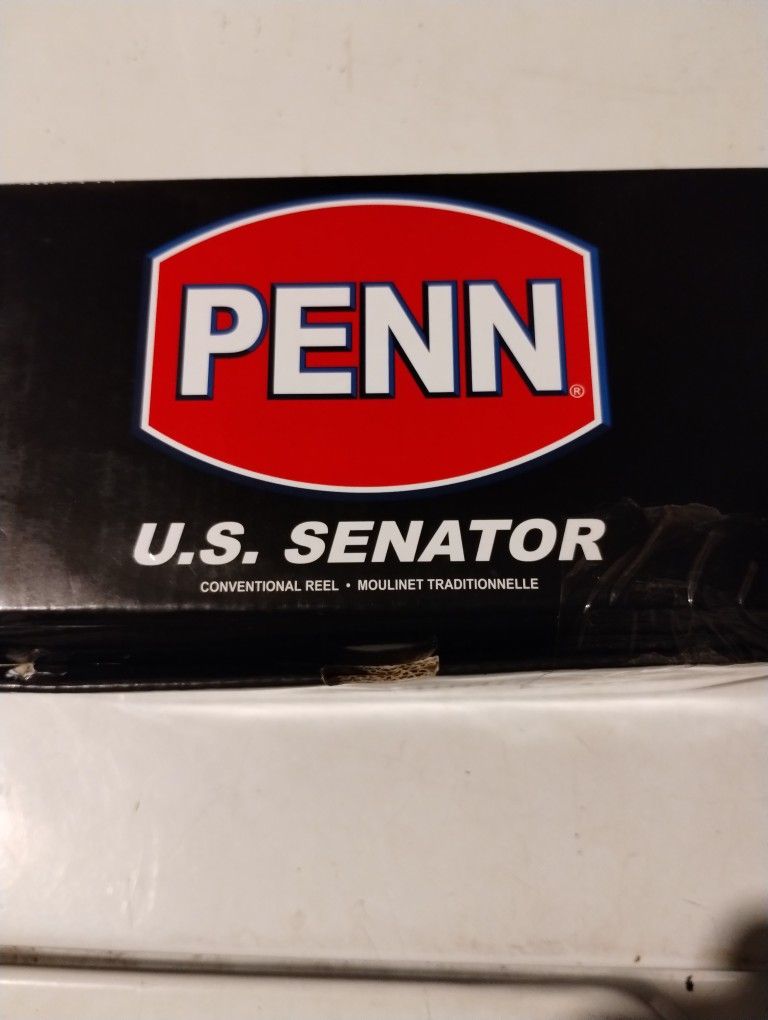 PENN®
U.S. SENATOR
CONVENTIONAL REEL • MOULINET TRADITIONNELLE